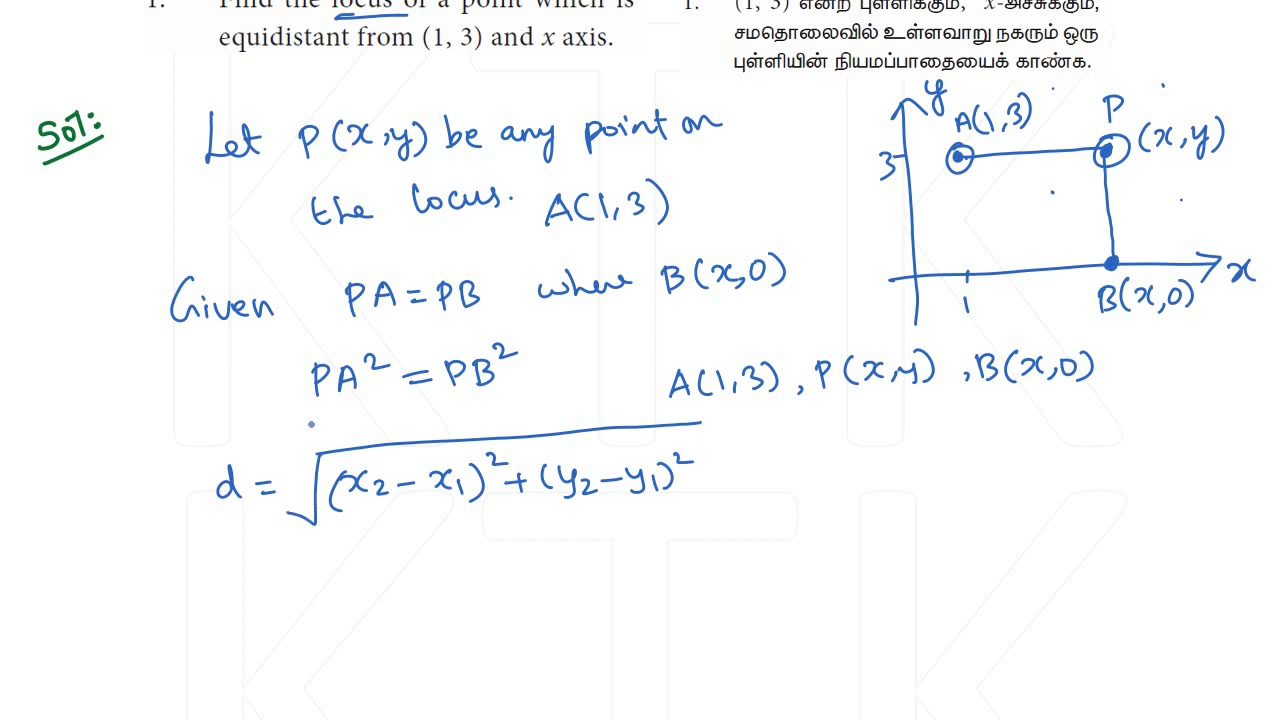 1. Find the locus of a point which is
equidistant from (1, 3) and x axis.
1. (1, 3) என்ற புள்ளிக்கும், x-அச்சுக்கும்,
சமதொலைவில் உள்ளவாறு நகரும் ஒரு
புள்ளியின் நியமப்பாதையைக் காண்க.
Sol:
Let P(x,y) be any point on
the locus. A(1,3)
Given PA = PB where B(x,0)
PA² = PB²
A(1,3), P(x,y), B(x,0)
d = √(x₂ - x₁)² + (y₂ - y₁)²
y
A(1,3)
P
(x,y)
3
x
1
B(x,0)
K T K
K T K